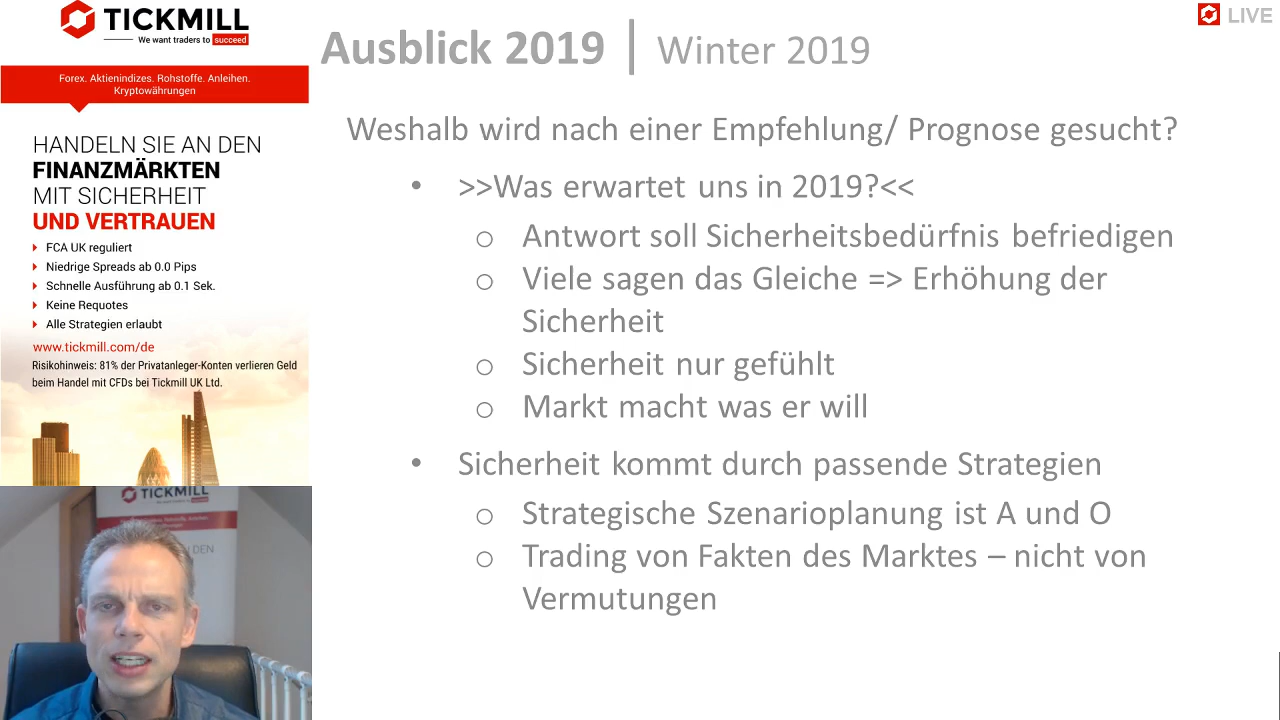 TICKMILL
We want traders to succeed
Forex. Aktienindizes. Rohstoffe. Anleihen.
Kryptowährungen
HANDELN SIE AN DEN
FINANZMÄRKTEN
MIT SICHERHEIT
UND VERTRAUEN
FCA UK reguliert
Niedrige Spreads ab 0.0 Pips
Schnelle Ausführung ab 0.1 Sek.
Keine Requotes
Alle Strategien erlaubt
www.tickmill.com/de
Risikohinweis: 81% der Privatanleger-Konten verlieren Geld
beim Handel mit CFDs bei Tickmill UK Ltd.
TICKMILL
LIVE
Ausblick 2019 | Winter 2019
Weshalb wird nach einer Empfehlung/ Prognose gesucht?
• >>Was erwartet uns in 2019?<<
o Antwort soll Sicherheitsbedürfnis befriedigen
o Viele sagen das Gleiche => Erhöhung der
Sicherheit
o Sicherheit nur gefühlt
o Markt macht was er will
• Sicherheit kommt durch passende Strategien
o Strategische Szenarioplanung ist A und O
o Trading von Fakten des Marktes – nicht von
Vermutungen